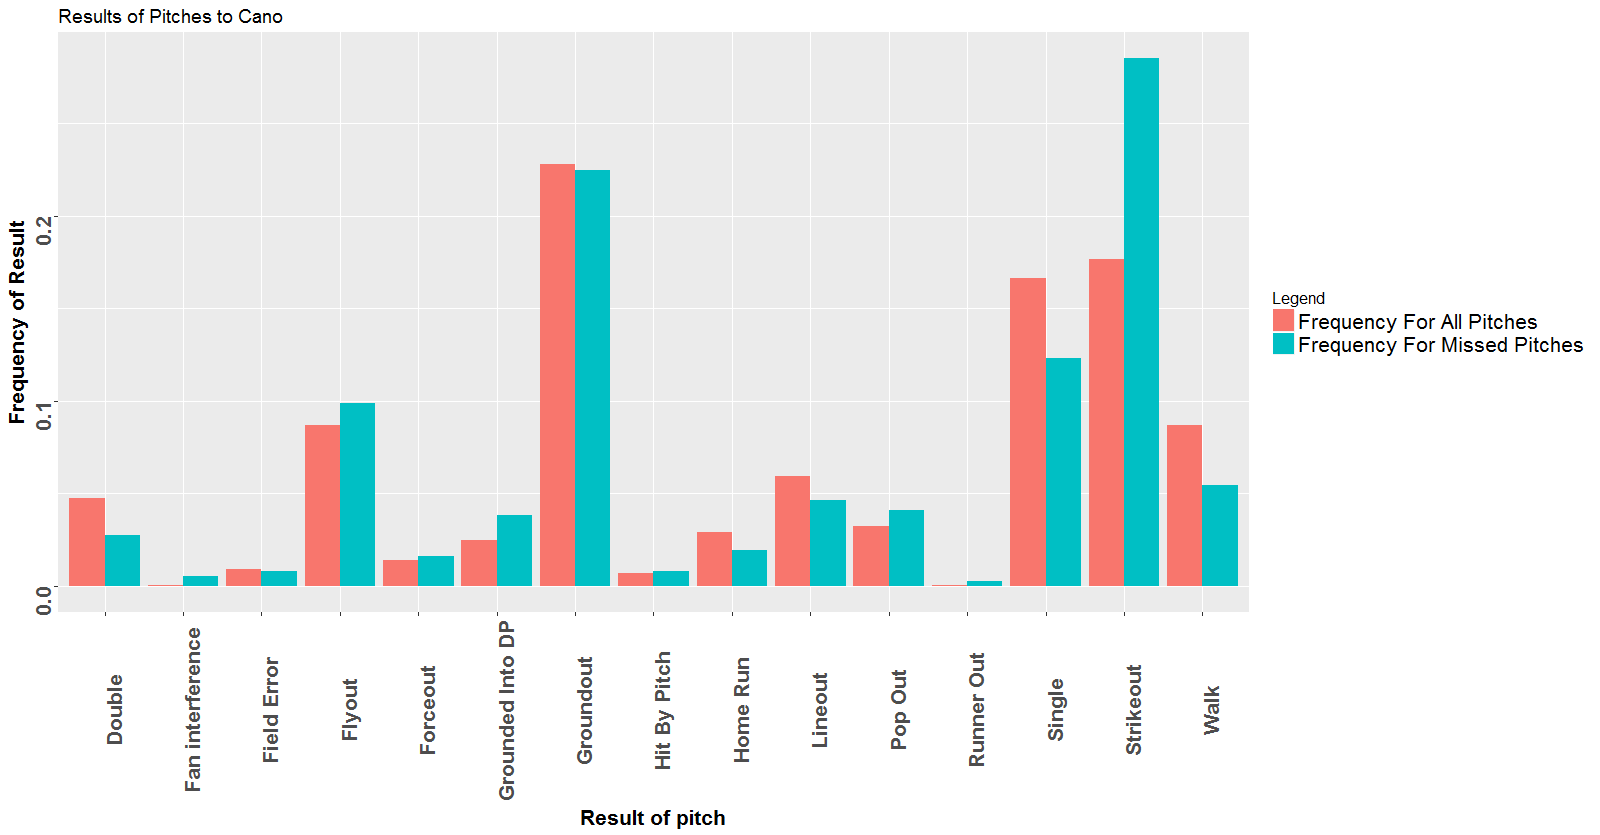 Results of Pitches to Cano
Frequency of Result
0.2
0.1
0.0
Double
Fan interference
Field Error
Flyout
Forceout
Grounded Into DP
Groundout
Hit By Pitch
Home Run
Lineout
Pop Out
Runner Out
Single
Strikeout
Walk
Result of pitch
Legend
Frequency For All Pitches
Frequency For Missed Pitches